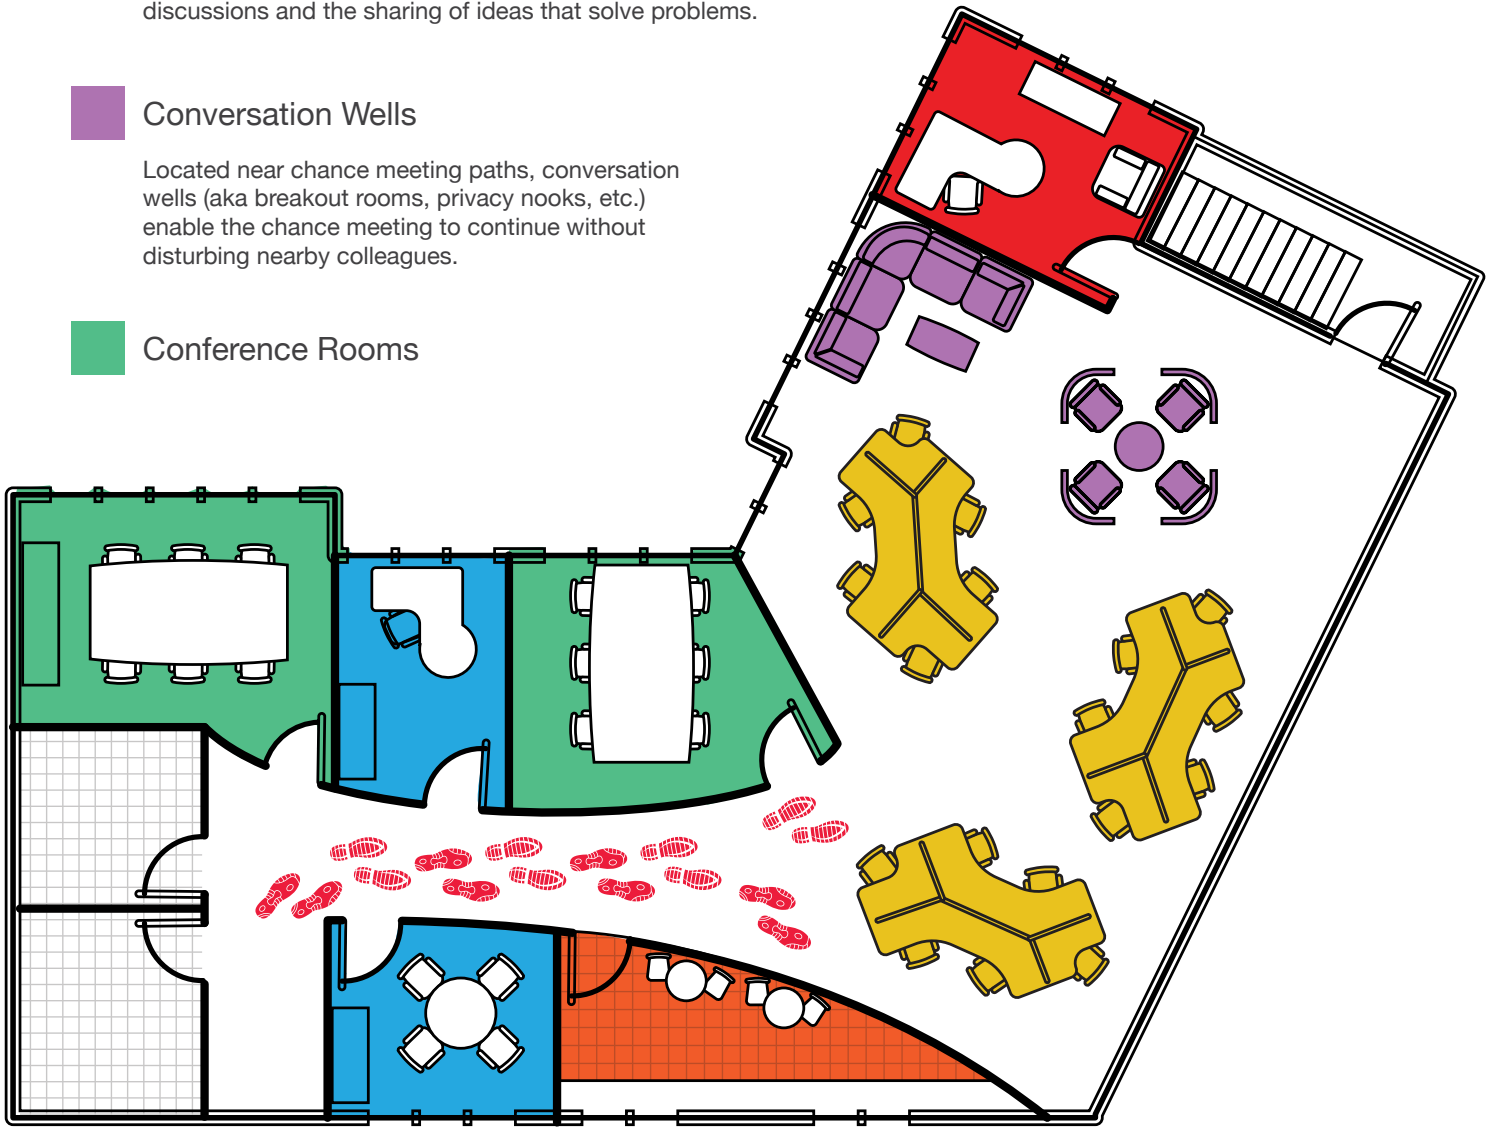 discussions and the sharing of ideas that solve problems.
Conversation Wells
Located near chance meeting paths, conversation
wells (aka breakout rooms, privacy nooks, etc.)
enable the chance meeting to continue without
disturbing nearby colleagues.
Conference Rooms